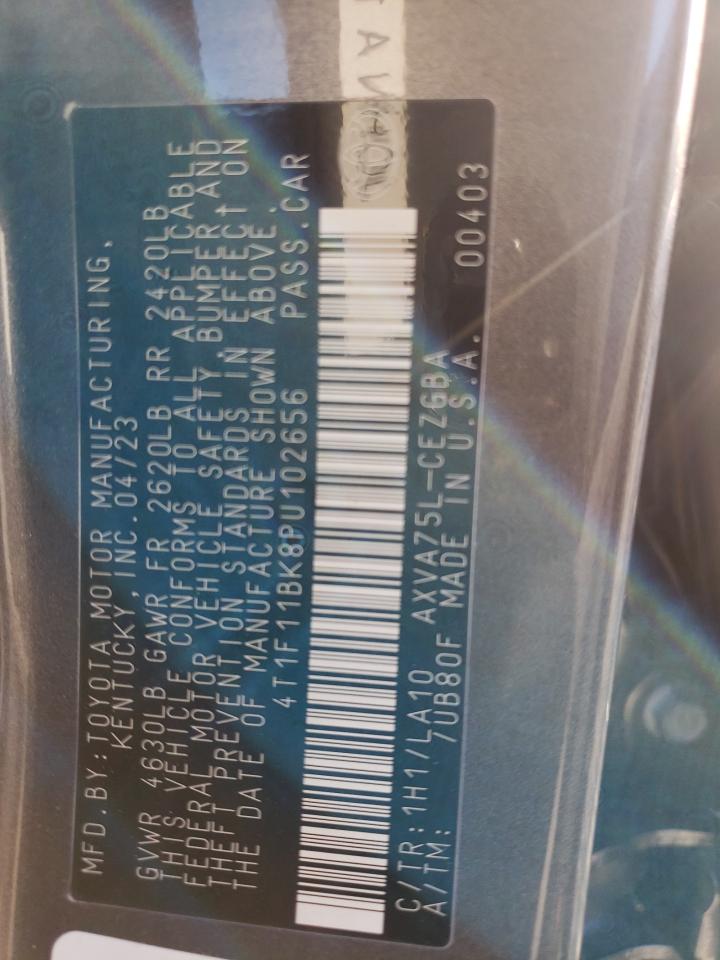 MFD. BY: TOYOTA MOTOR MANUFACTURING,
KENTUCKY, INC. 04/23
GVWR 4630LB GAWR FR 2620LB RR 2420LB
THIS VEHICLE CONFORMS TO ALL APPLICABLE
FEDERAL MOTOR VEHICLE SAFETY, BUMPER AND
THEFT PREVENTION STANDARDS IN EFFECT ON
THE DATE OF MANUFACTURE SHOWN ABOVE.
4T1F11BK8PU102656 PASS.CAR
C/TR: 1H1/LA10 AXVA75L-CEZGBA
A/TM: 7UB80F MADE IN U.S.A. 00403